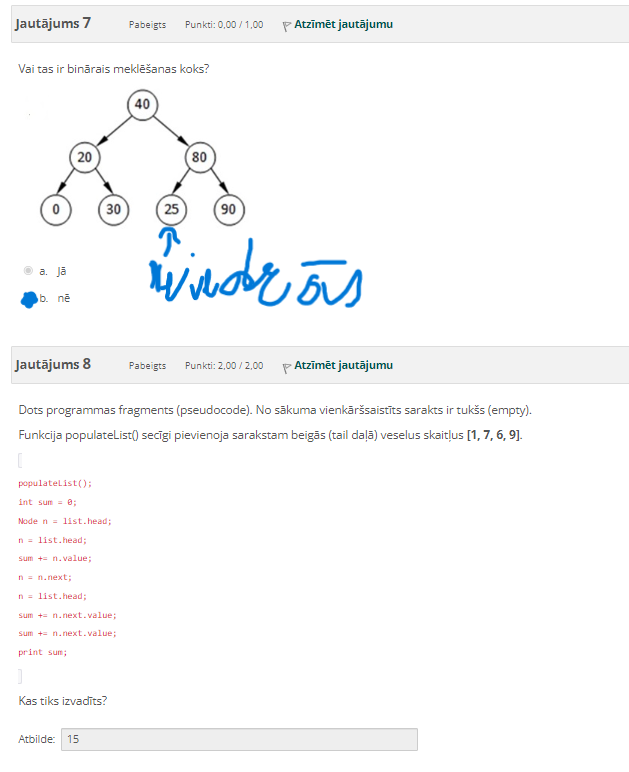 Jautājums 7 Pabeigts Punkti: 0,00 / 1,00 Atzīmēt jautājumu
Vai tas ir binārais meklēšanas koks?
40
20 80
0 30 25 90
a. Jā
b. nē
Jautājums 8 Pabeigts Punkti: 2,00 / 2,00 Atzīmēt jautājumu
Dots programmas fragments (pseudocode). No sākuma vienkāršsaistīts sarakts ir tukšs (empty).
Funkcija populateList() secīgi pievienoja sarakstam beigās (tail daļā) veselus skaitļus [1, 7, 6, 9].
populateList();
int sum = 0;
Node n = list.head;
n = list.head;
sum += n.value;
n = n.next;
n = list.head;
sum += n.next.value;
sum += n.next.value;
print sum;
Kas tiks izvadīts?
Atbilde: 15